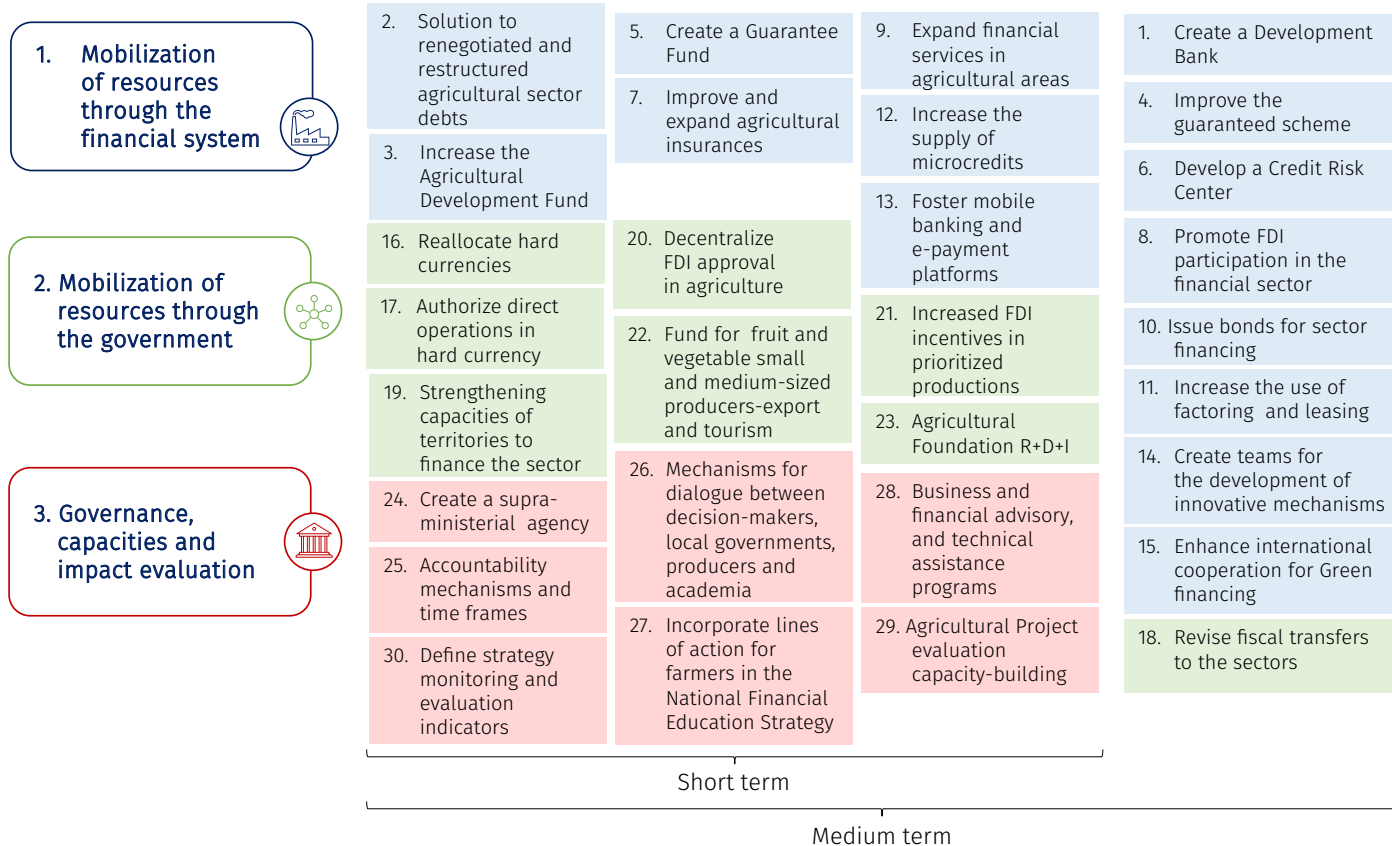 1. Mobilization
of resources
through the
financial system
2. Mobilization of
resources through
the government
3. Governance,
capacities and
impact evaluation
2. Solution to
renegotiated and
restructured
agricultural sector
debts
3. Increase the
Agricultural
Development Fund
16. Reallocate hard
currencies
17. Authorize direct
operations in
hard currency
19. Strengthening
capacities of
territories to
finance the sector
24. Create a supra-
ministerial agency
25. Accountability
mechanisms and
time frames
30. Define strategy
monitoring and
evaluation
indicators
5. Create a Guarantee
Fund
7. Improve and
expand agricultural
insurances
20. Decentralize
FDI approval
in agriculture
22. Fund for fruit and
vegetable small
and medium-sized
producers-export
and tourism
26. Mechanisms for
dialogue between
decision-makers,
local governments,
producers and
academia
27. Incorporate lines
of action for
farmers in the
National Financial
Education Strategy
9. Expand financial
services in
agricultural areas
12. Increase the
supply of
microcredits
13. Foster mobile
banking and
e-payment
platforms
21. Increased FDI
incentives in
prioritized
productions
23. Agricultural
Foundation R+D+I
28. Business and
financial advisory,
and technical
assistance
programs
29. Agricultural Project
evaluation
capacity-building
1. Create a Development
Bank
4. Improve the
guaranteed scheme
6. Develop a Credit Risk
Center
8. Promote FDI
participation in the
financial sector
10. Issue bonds for sector
financing
11. Increase the use of
factoring and leasing
14. Create teams for
the development of
innovative mechanisms
15. Enhance international
cooperation for Green
financing
18. Revise fiscal transfers
to the sectors
Short term
Medium term